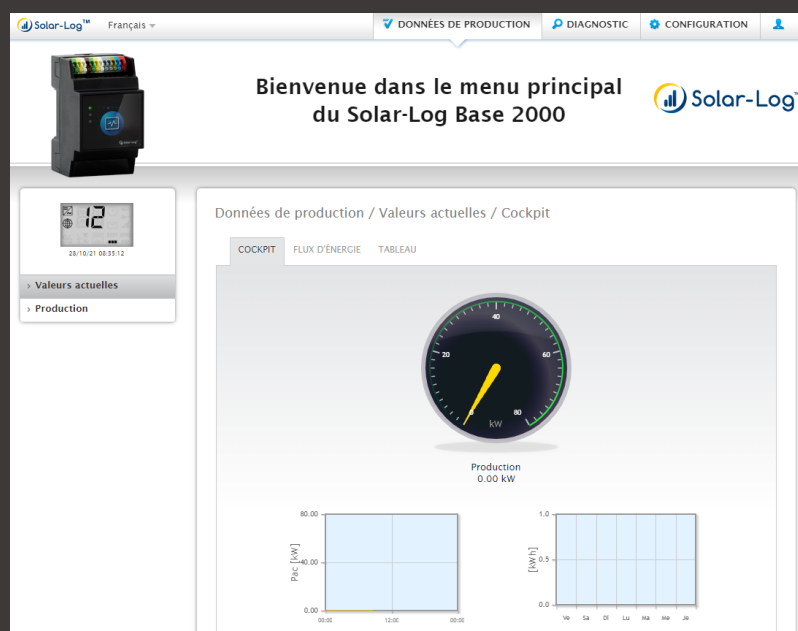 Solar-Log™
Français
DONNÉES DE PRODUCTION
DIAGNOSTIC
CONFIGURATION
Bienvenue dans le menu principal
du Solar-Log Base 2000
Solar-Log™
12
28/10/21 08:35:12
Valeurs actuelles
Production
Données de production / Valeurs actuelles / Cockpit
COCKPIT
FLUX D'ÉNERGIE
TABLEAU
40
20
60
0
80
kW
Production
0.00 kW
80.00
40.00
0.00
Pac [kW]
00:00
12:00
00:00
1.0
0.5
0.0
[kWh]
Ve Sa Di Lu Ma Me Je